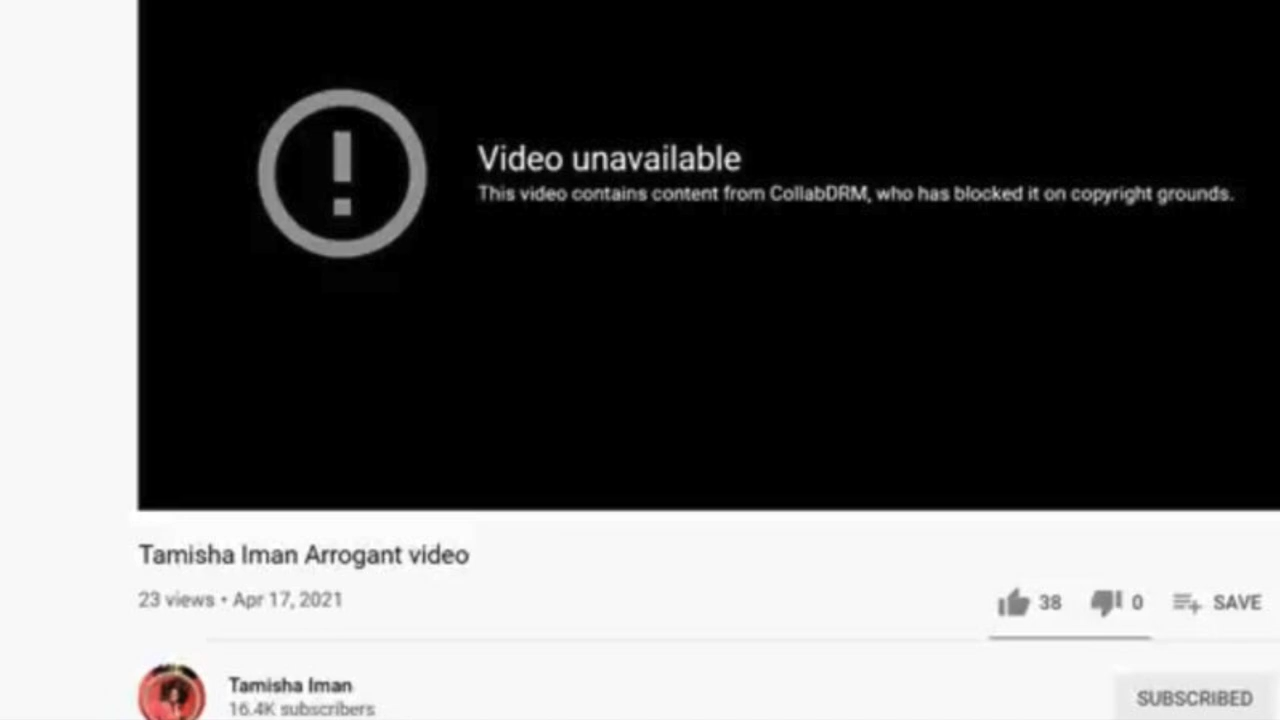 Video unavailable
This video contains content from CollabDRM, who has blocked it on copyright grounds.
Tamisha Iman Arrogant video
23 views • Apr 17, 2021
38 0 SAVE
Tamisha Iman
16.4K subscribers
SUBSCRIBED